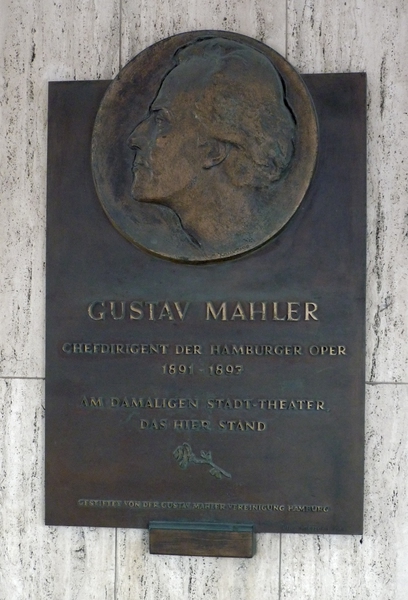 GUSTAV MAHLER
CHEFDIRIGENT DER HAMBURGER OPER
1891 - 1897
AM DAMALIGEN STADT-THEATER,
DAS HIER STAND
GESTIFTET VON DER GUSTAV MAHLER VEREINIGUNG HAMBURG